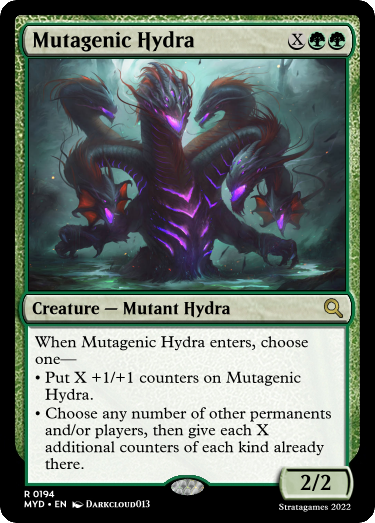 Mutagenic Hydra X
When Mutagenic Hydra enters, choose
one—
• Put X +1/+1 counters on Mutagenic
Hydra.
• Choose any number of other permanents
and/or players, then give each X
additional counters of each kind already
there.
Creature — Mutant Hydra
2/2
R 0194
MYD • EN Darkcloud013
Stratagames 2022